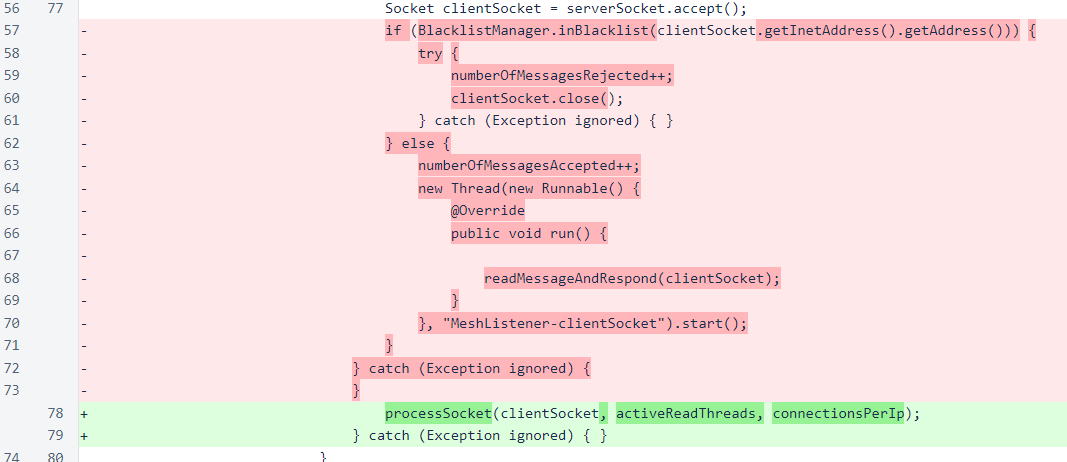 56 77 Socket clientSocket = serverSocket.accept();
57 - if (BlacklistManager.inBlacklist(clientSocket.getInetAddress().getAddress())) {
58 - try {
59 - numberOfMessagesRejected++;
60 - clientSocket.close();
61 - } catch (Exception ignored) { }
62 - } else {
63 - numberOfMessagesAccepted++;
64 - new Thread(new Runnable() {
65 - @Override
66 - public void run() {
67 -
68 - readMessageAndRespond(clientSocket);
69 - }
70 - }, "MeshListener-clientSocket").start();
71 - }
72 - } catch (Exception ignored) {
73 - }
78 + processSocket(clientSocket, activeReadThreads, connectionsPerIp);
79 + } catch (Exception ignored) { }
74 80 }